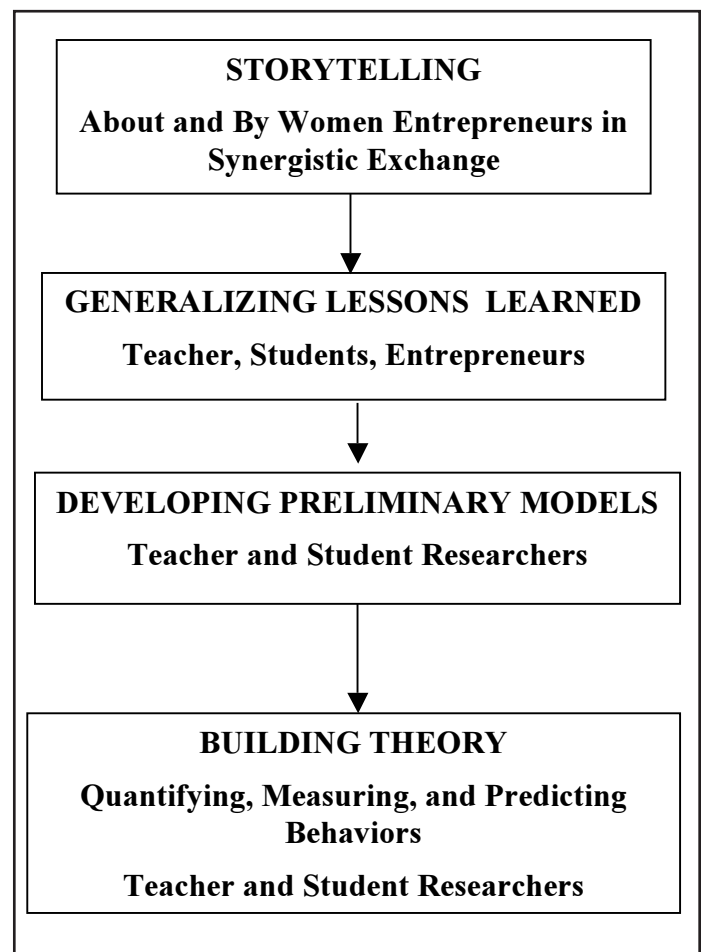 STORYTELLING
About and By Women Entrepreneurs in
Synergistic Exchange
GENERALIZING LESSONS LEARNED
Teacher, Students, Entrepreneurs
DEVELOPING PRELIMINARY MODELS
Teacher and Student Researchers
BUILDING THEORY
Quantifying, Measuring, and Predicting
Behaviors
Teacher and Student Researchers